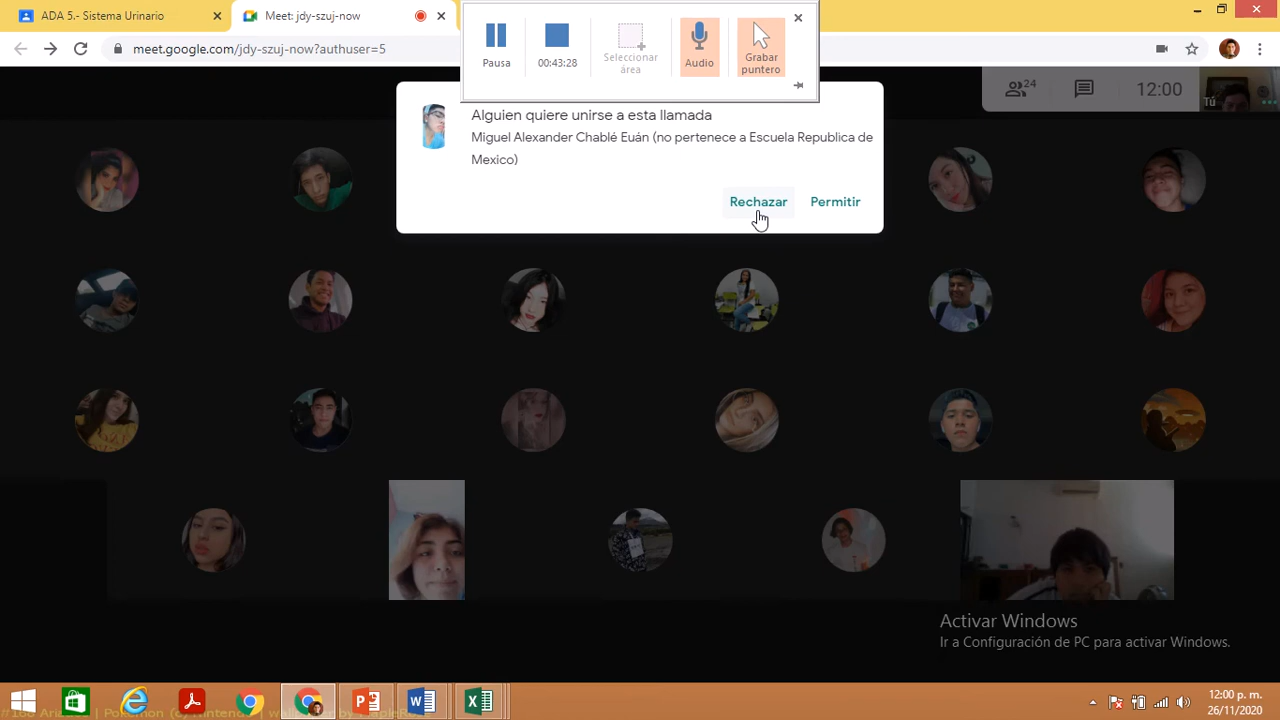 ADA 5.- Sistema Urinario
Meet: jdy-szuj-now
meet.google.com/jdy-szuj-now?authuser=5
Pausa
00:43:28
Seleccionar
área
Audio
Grabar
puntero
24
12:00
Tú
Alguien quiere unirse a esta llamada
Miguel Alexander Chablé Euán (no pertenece a Escuela Republica de
Mexico)
Rechazar
Permitir
Activar Windows
Ir a Configuración de PC para activar Windows.
12:00 p. m.
26/11/2020